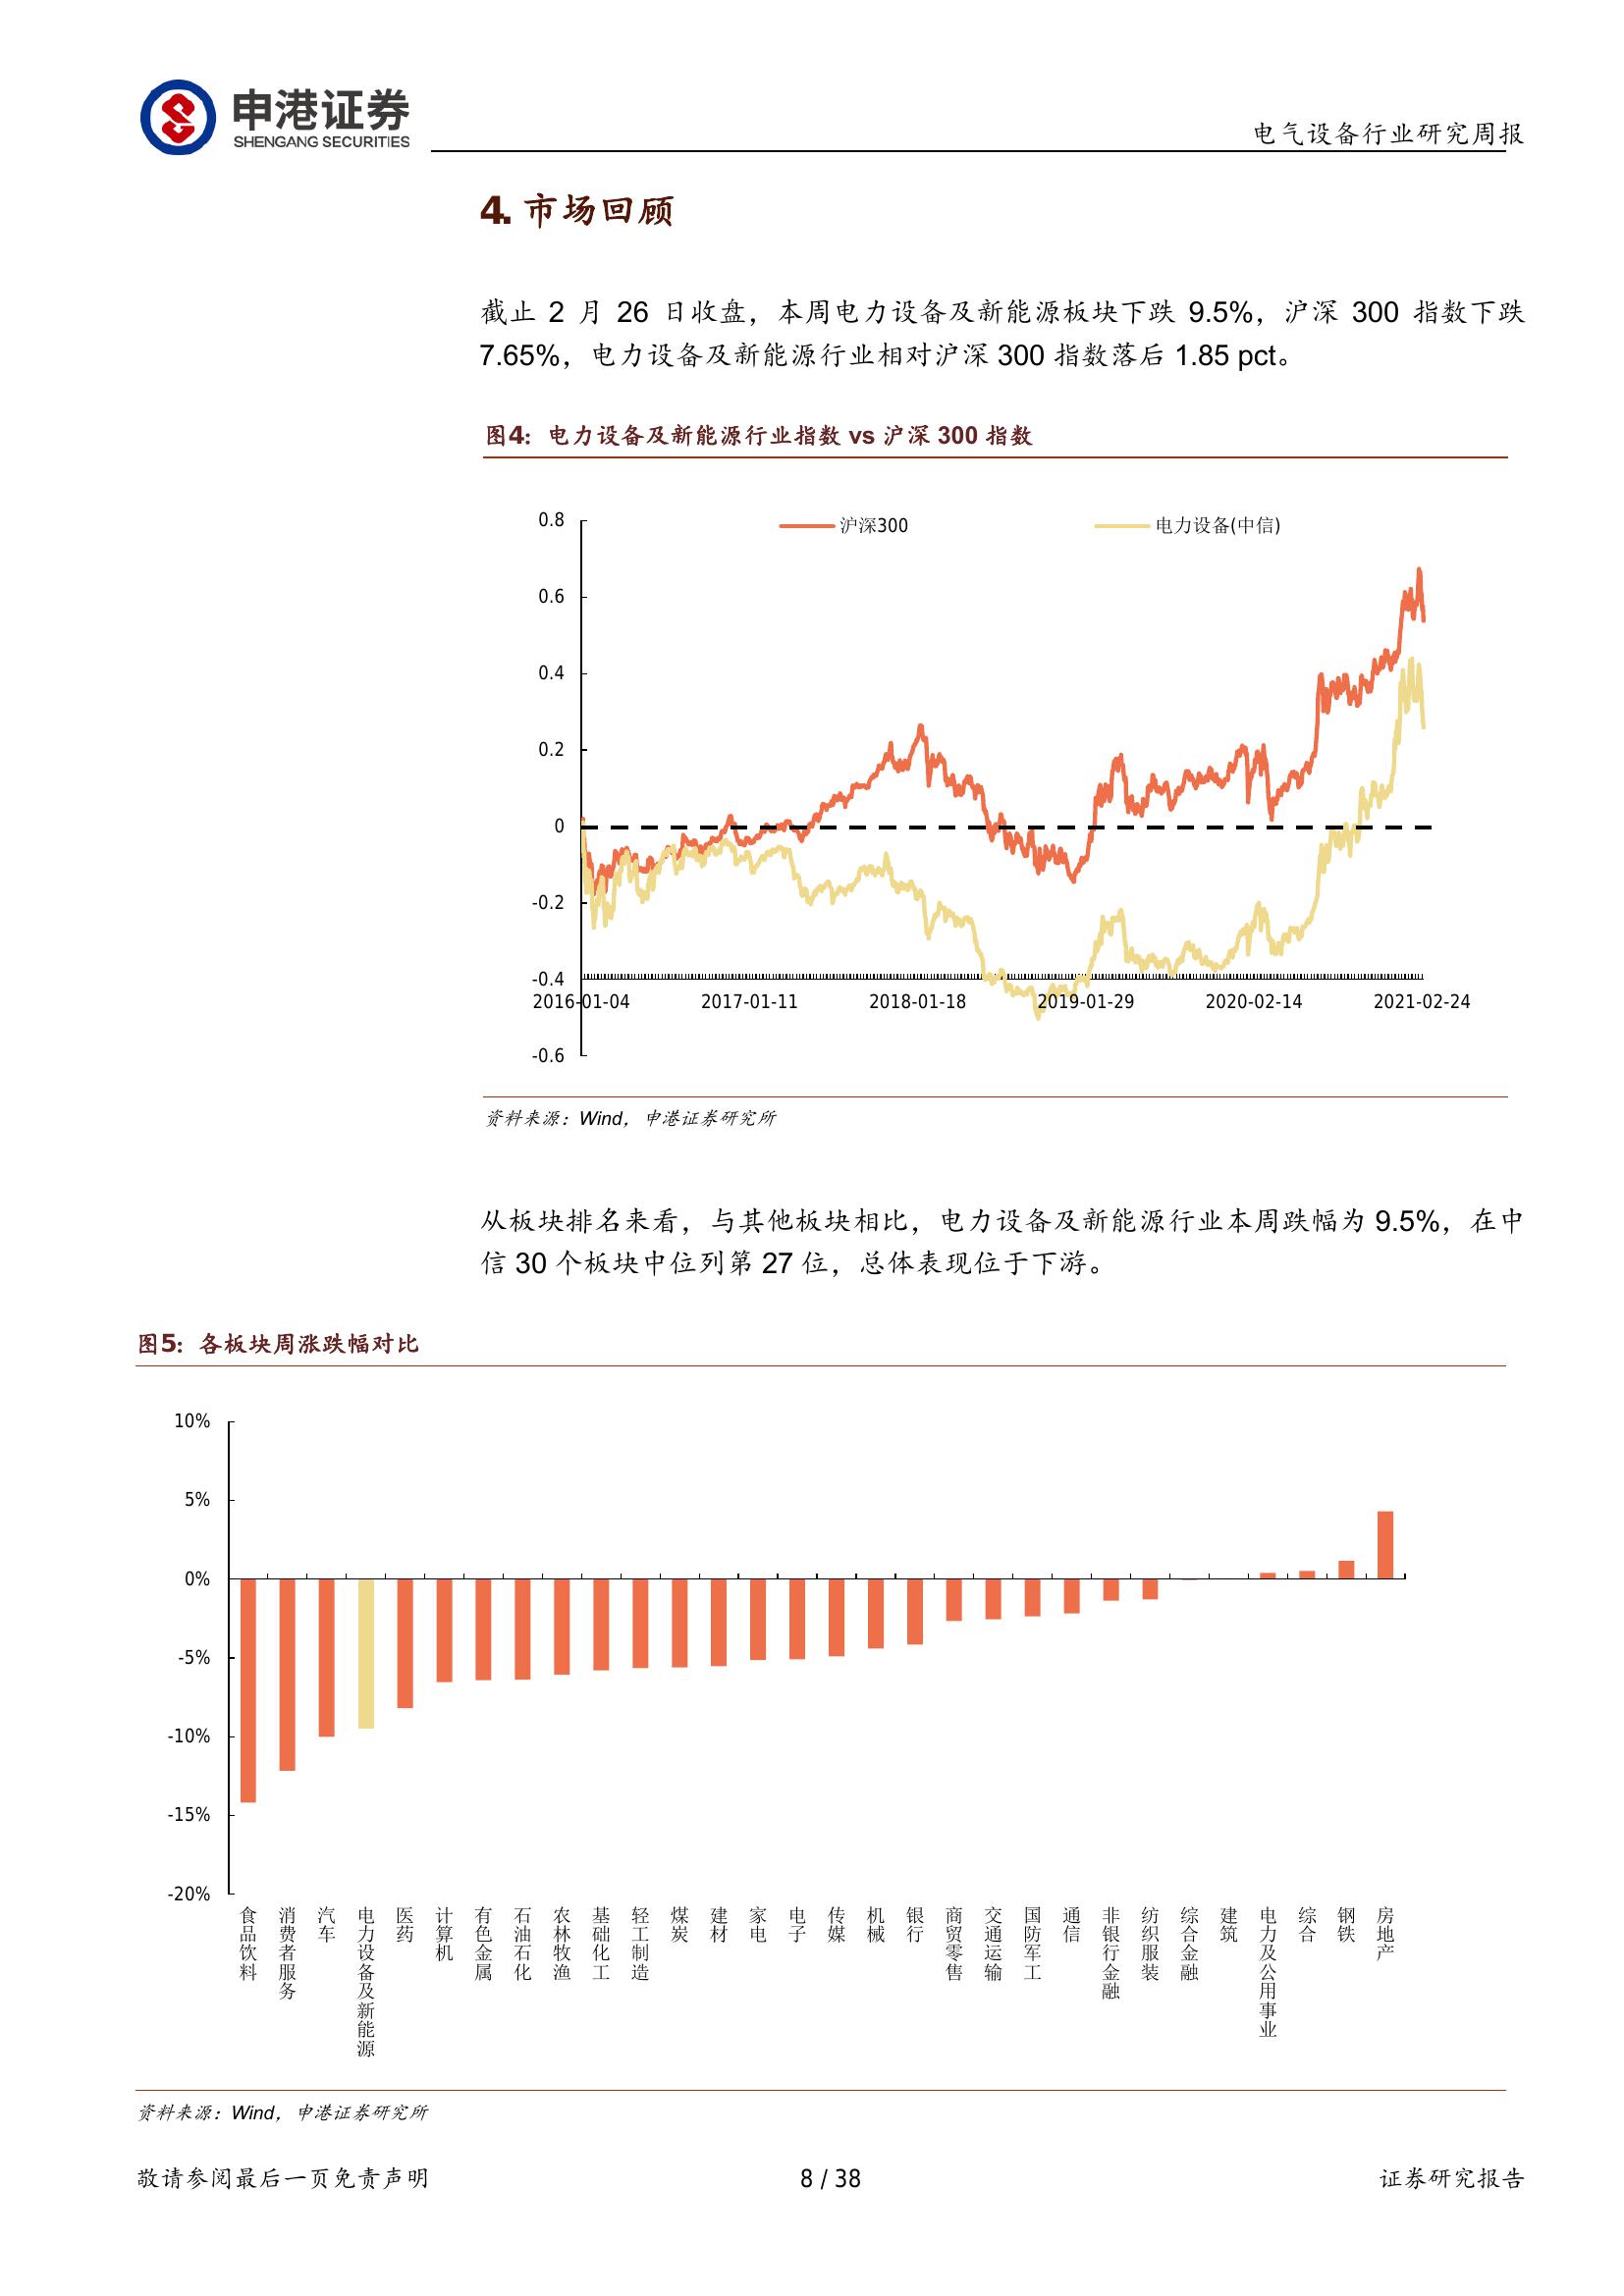 申港证券
SHENGANG SECURITIES
电气设备行业研究周报
4. 市场回顾
截止 2 月 26 日收盘，本周电力设备及新能源板块下跌 9.5%，沪深 300 指数下跌
7.65%，电力设备及新能源行业相对沪深 300 指数落后 1.85 pct。
图4：电力设备及新能源行业指数 vs 沪深 300 指数
沪深300
电力设备(中信)
0.8
0.6
0.4
0.2
0
-0.2
-0.4
-0.6
2016-01-04
2017-01-11
2018-01-18
2019-01-29
2020-02-14
2021-02-24
资料来源：Wind，申港证券研究所
从板块排名来看，与其他板块相比，电力设备及新能源行业本周跌幅为 9.5%，在中
信 30 个板块中位列第 27 位，总体表现位于下游。
图5：各板块周涨跌幅对比
10%
5%
0%
-5%
-10%
-15%
-20%
食品饮料
消费者服务
汽车
电力设备及新能源
医药
计算机
有色金属
石油石化
农林牧渔
基础化工
轻工制造
煤炭
建材
家电
电子
传媒
机械
银行
商贸零售
交通运输
国防军工
通信
非银行金融
纺织服装
综合金融
建筑
电力及公用事业
综合
钢铁
房地产
资料来源：Wind，申港证券研究所
敬请参阅最后一页免责声明
8 / 38
证券研究报告